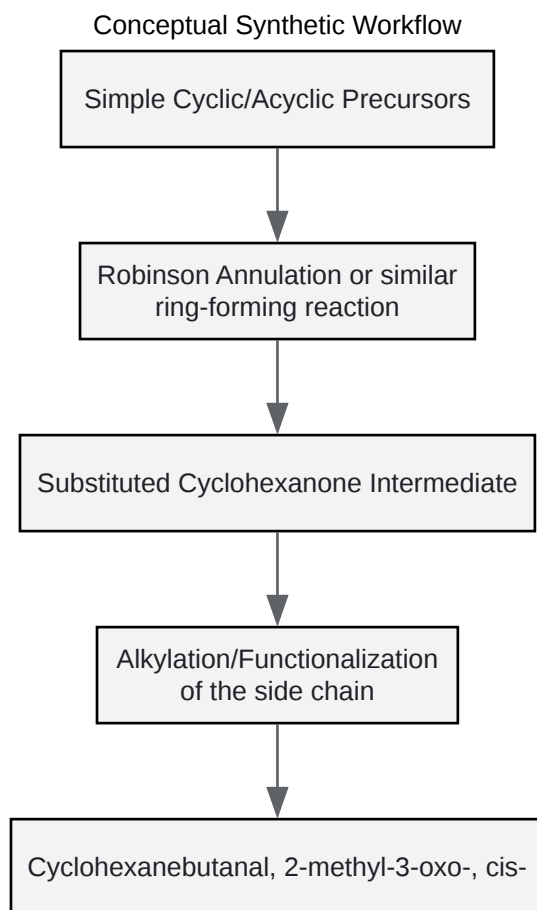 Conceptual Synthetic Workflow
Simple Cyclic/Acyclic Precursors
Robinson Annulation or similar
ring-forming reaction
Substituted Cyclohexanone Intermediate
Alkylation/Functionalization
of the side chain
Cyclohexanebutanal, 2-methyl-3-oxo-, cis-